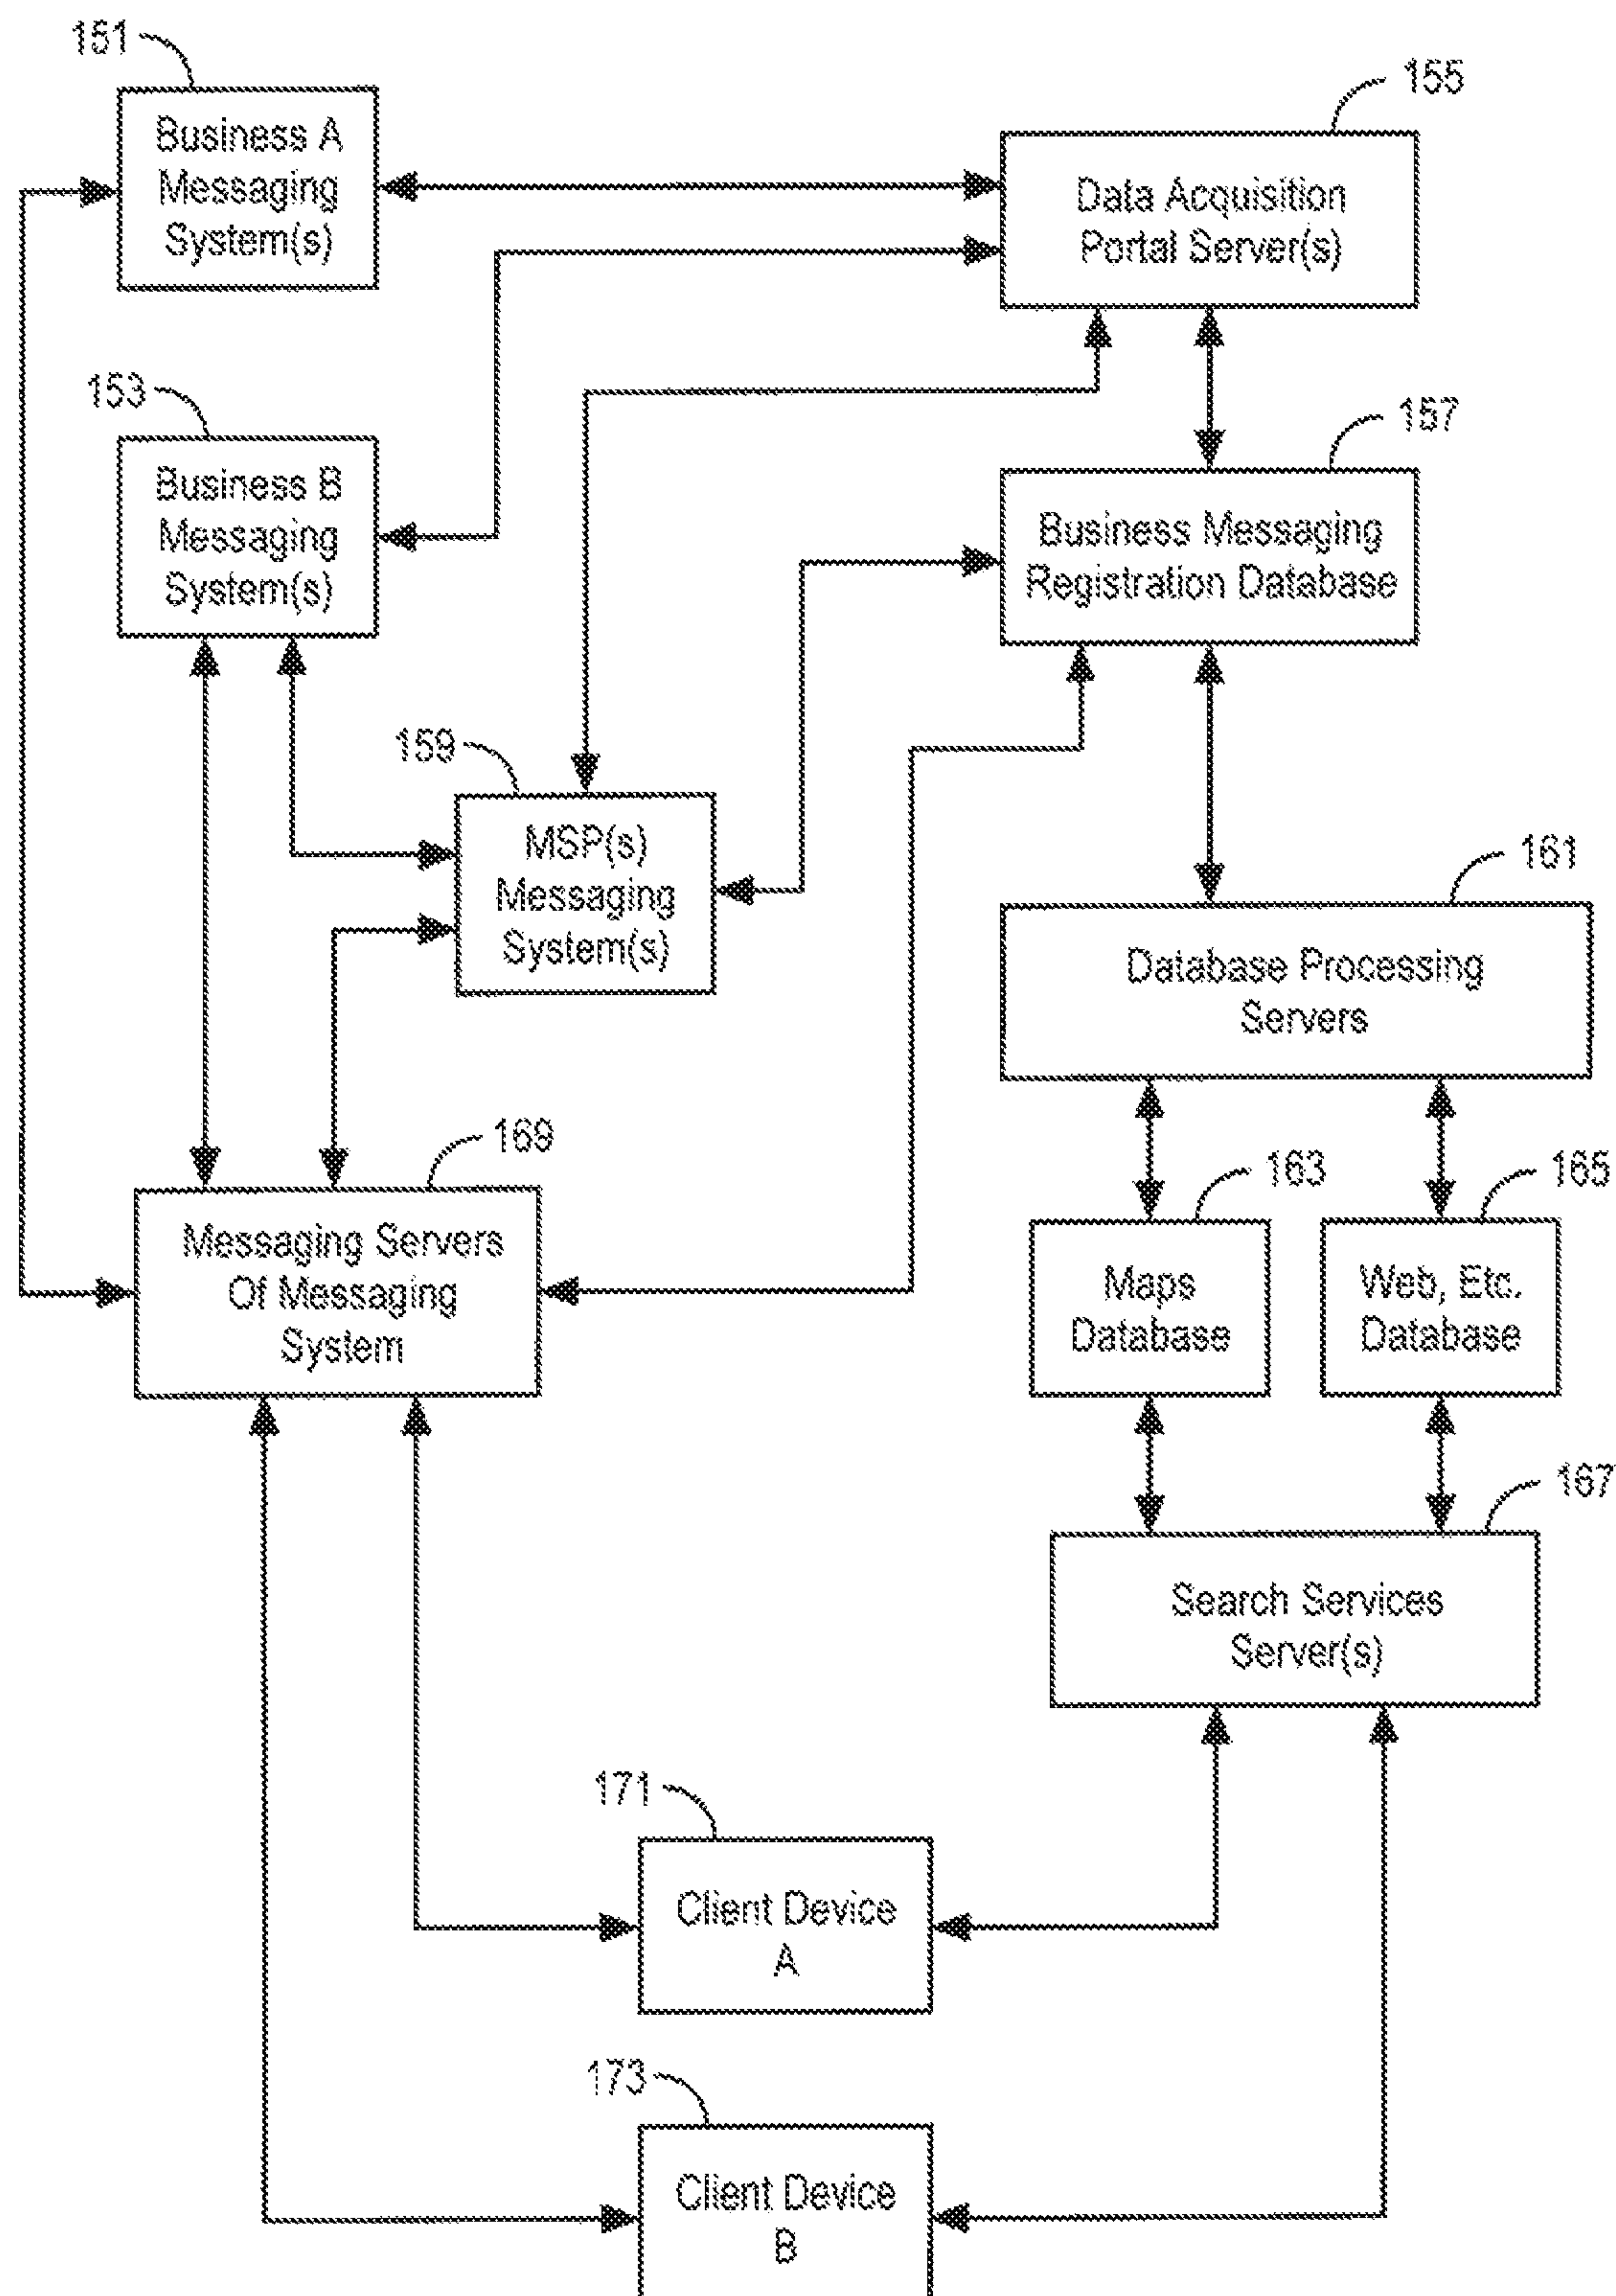 151
Business A
Messaging
System(s)
155
Data Acquisition
Portal Server(s)
153
Business B
Messaging
System(s)
157
Business Messaging
Registration Database
159
MSP(s)
Messaging
System(s)
161
Database Processing
Servers
169
Messaging Servers
Of Messaging
System
163
Maps
Database
165
Web, Etc.
Database
167
Search Services
Server(s)
171
Client Device
A
173
Client Device
B